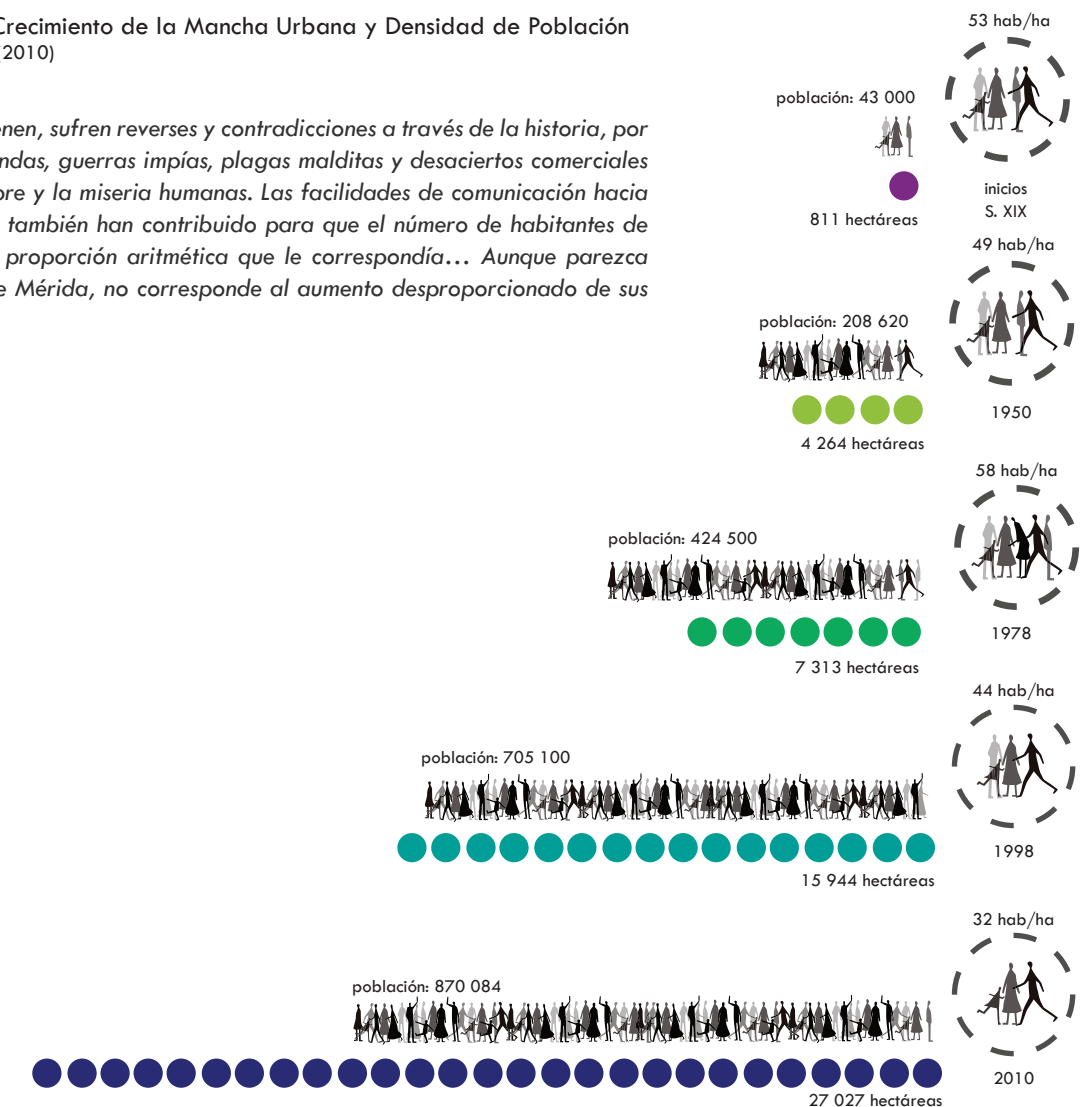 Crecimiento de la Mancha Urbana y Densidad de Población
(2010)
enen, sufren reverses y contradicciones a través de la historia, por
ndas, guerras impías, plagas malditas y desaciertos comerciales
bre y la miseria humanas. Las facilidades de comunicación hacia
también han contribuido para que el número de habitantes de
proporción aritmética que le correspondía... Aunque parezca
e Mérida, no corresponde al aumento desproporcionado de sus
53 hab/ha
población: 43 000
811 hectáreas
inicios
S. XIX
49 hab/ha
población: 208 620
4 264 hectáreas
1950
58 hab/ha
población: 424 500
7 313 hectáreas
1978
44 hab/ha
población: 705 100
15 944 hectáreas
1998
32 hab/ha
población: 870 084
27 027 hectáreas
2010